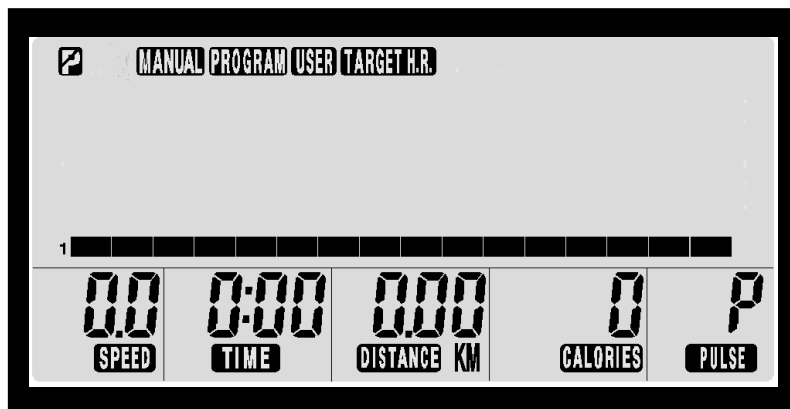 MANUAL PROGRAM USER TARGET H.R.
1
0.0 0:00 0.00 0 P
SPEED TIME DISTANCE KM CALORIES PULSE